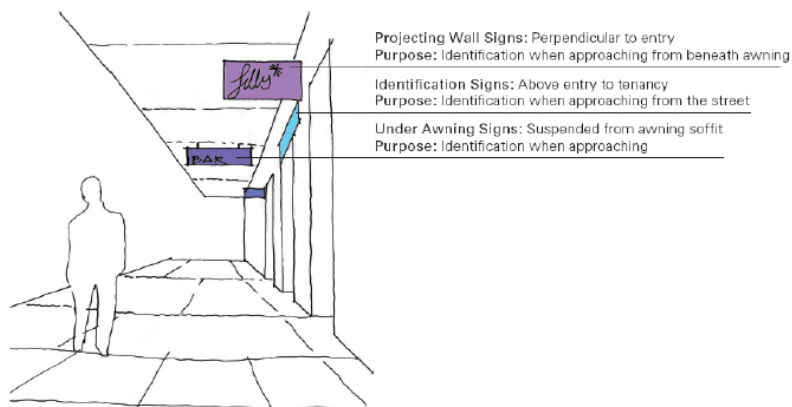 Projecting Wall Signs: Perpendicular to entry
Purpose: Identification when approaching from beneath awning
Lilly*
Identification Signs: Above entry to tenancy
Purpose: Identification when approaching from the street
Under Awning Signs: Suspended from awning soffit
Purpose: Identification when approaching
BAR